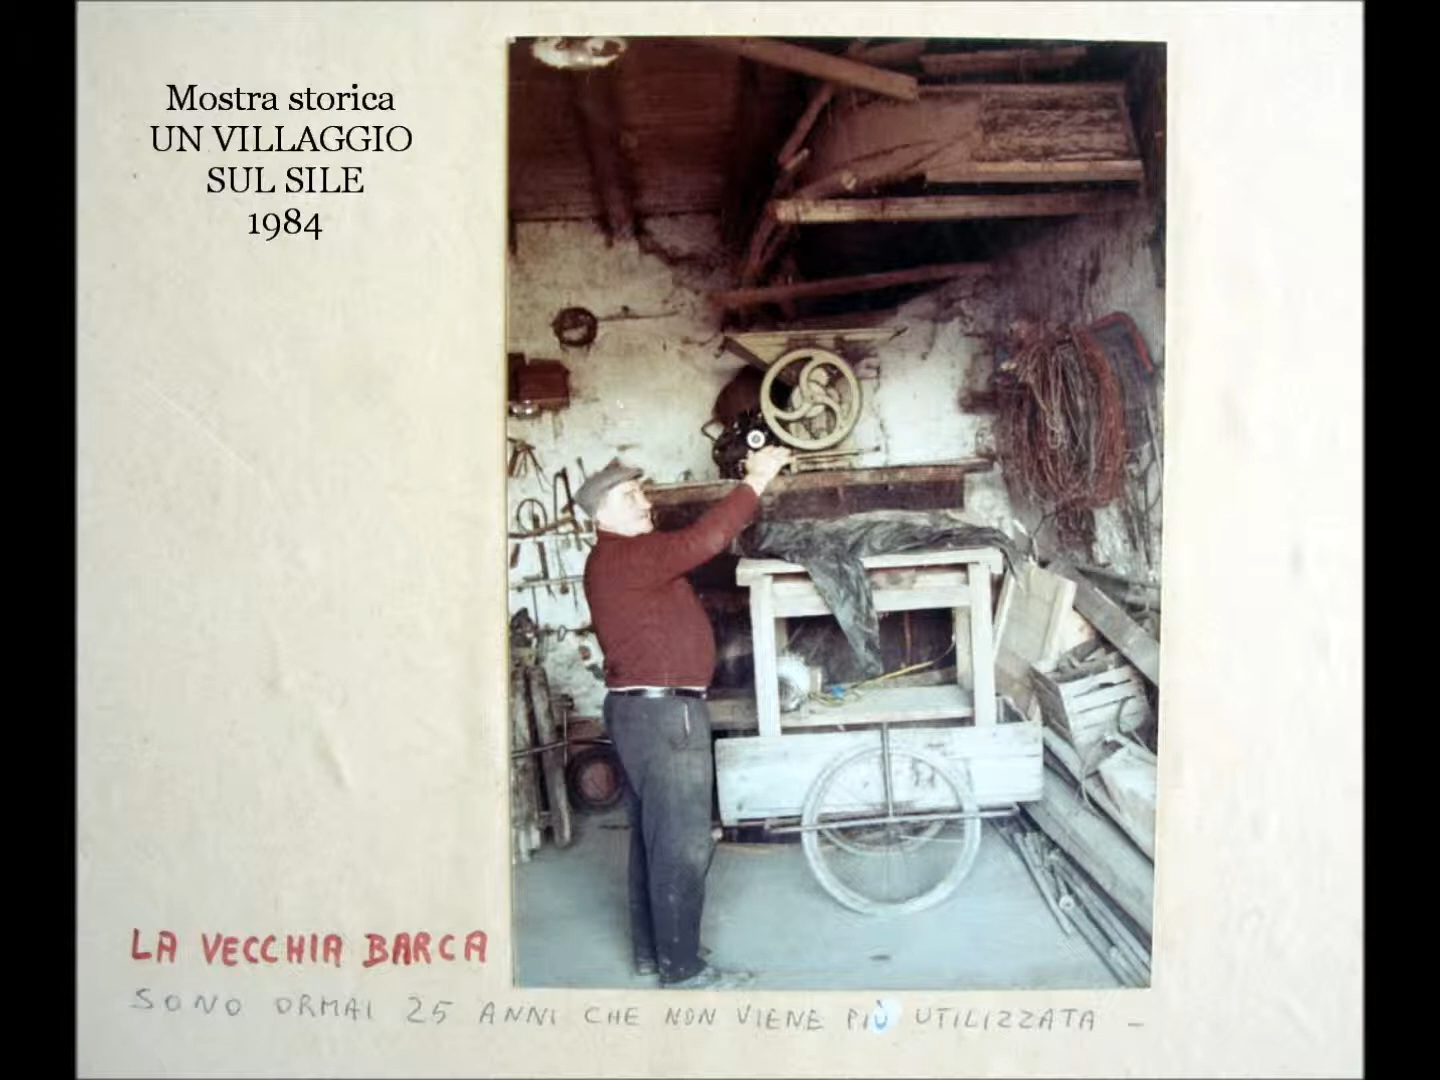 Mostra storica
UN VILLAGGIO
SUL SILE
1984
LA VECCHIA BARCA
SONO ORMAI 25 ANNI CHE NON VIENE PIÙ UTILIZZATA -